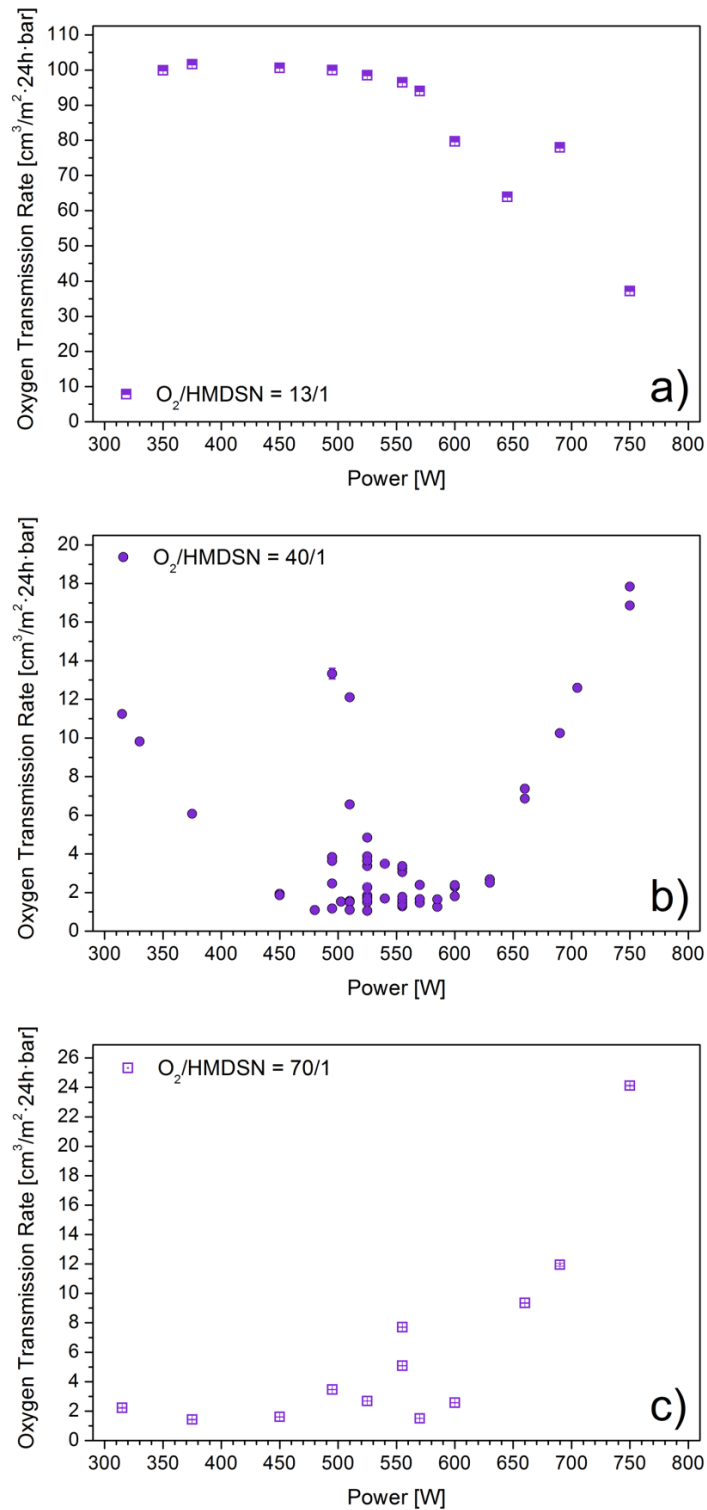 Oxygen Transmission Rate [cm³/m²·24h·bar]
110
100
90
80
70
60
50
40
30
20
10
0
O₂/HMDSN = 13/1
a)
300 350 400 450 500 550 600 650 700 750 800
Power [W]
Oxygen Transmission Rate [cm³/m²·24h·bar]
20
18
16
14
12
10
8
6
4
2
0
O₂/HMDSN = 40/1
b)
300 350 400 450 500 550 600 650 700 750 800
Power [W]
Oxygen Transmission Rate [cm³/m²·24h·bar]
26
24
22
20
18
16
14
12
10
8
6
4
2
0
O₂/HMDSN = 70/1
c)
300 350 400 450 500 550 600 650 700 750 800
Power [W]